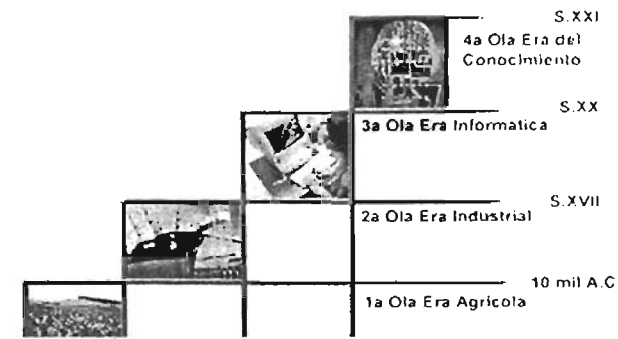 S.XXI
4a Ola Era del
Conocimiento
S.XX
3a Ola Era Informatica
S.XVII
2a Ola Era Industrial
10 mil A.C
1a Ola Era Agricola